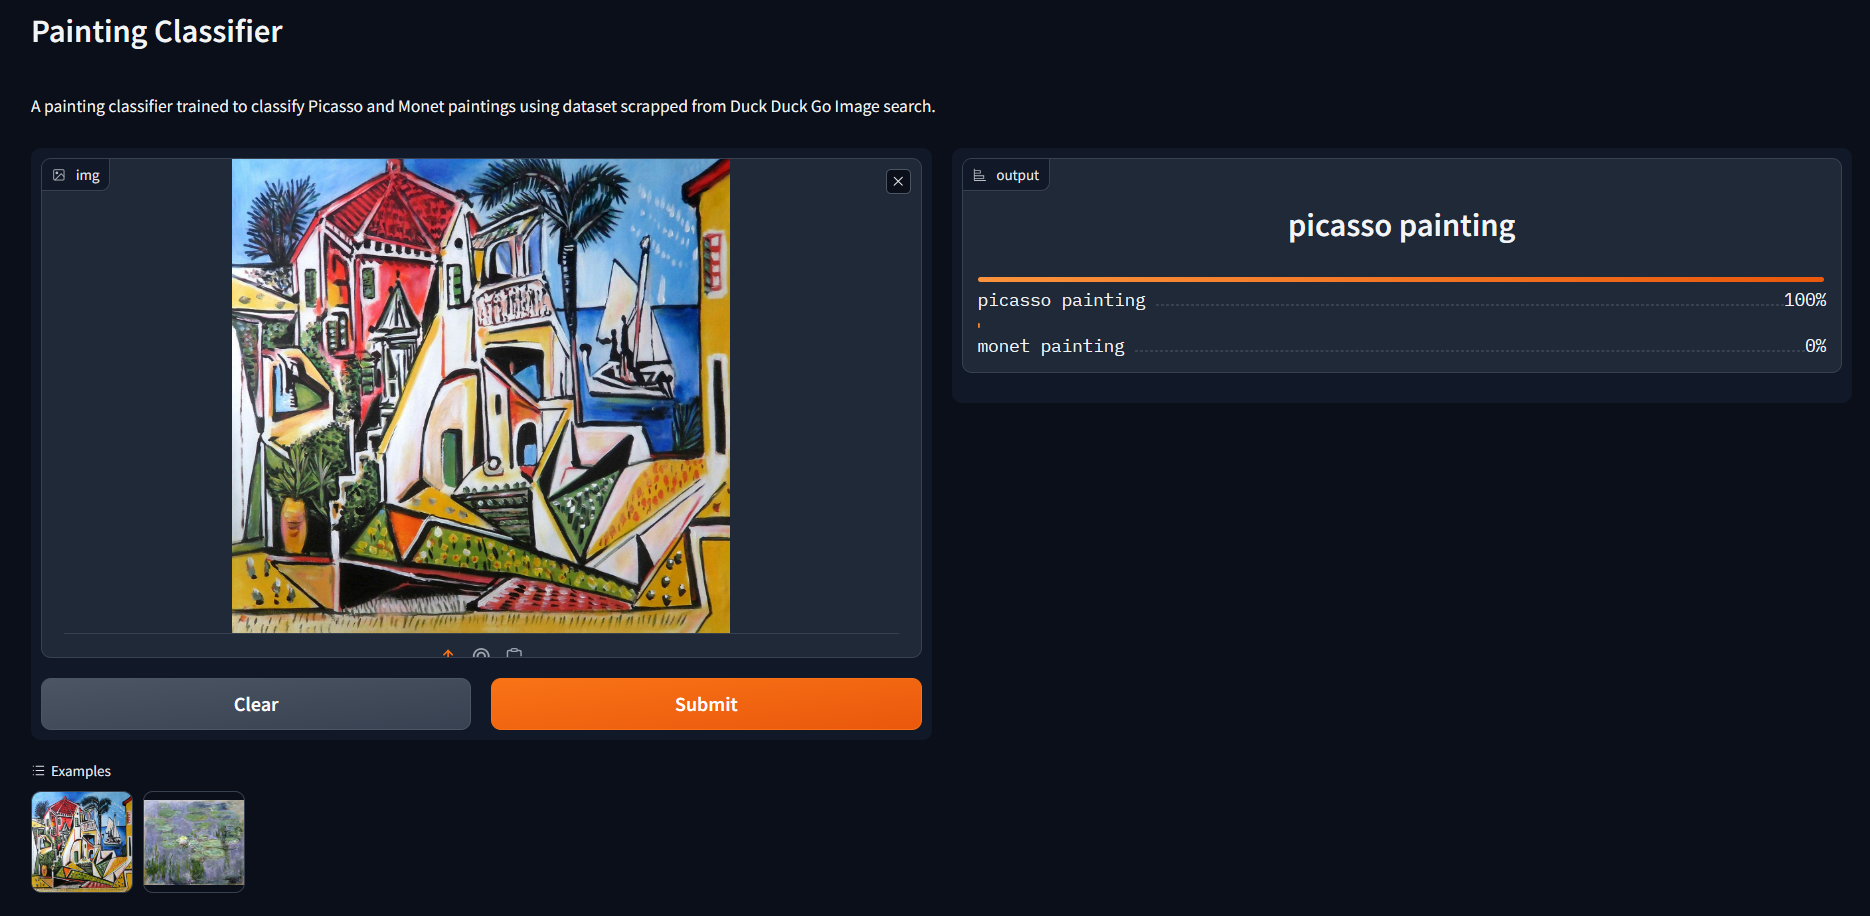 Painting Classifier
A painting classifier trained to classify Picasso and Monet paintings using dataset scrapped from Duck Duck Go Image search.
img
output
picasso painting
picasso painting 100%
monet painting 0%
Clear
Submit
Examples